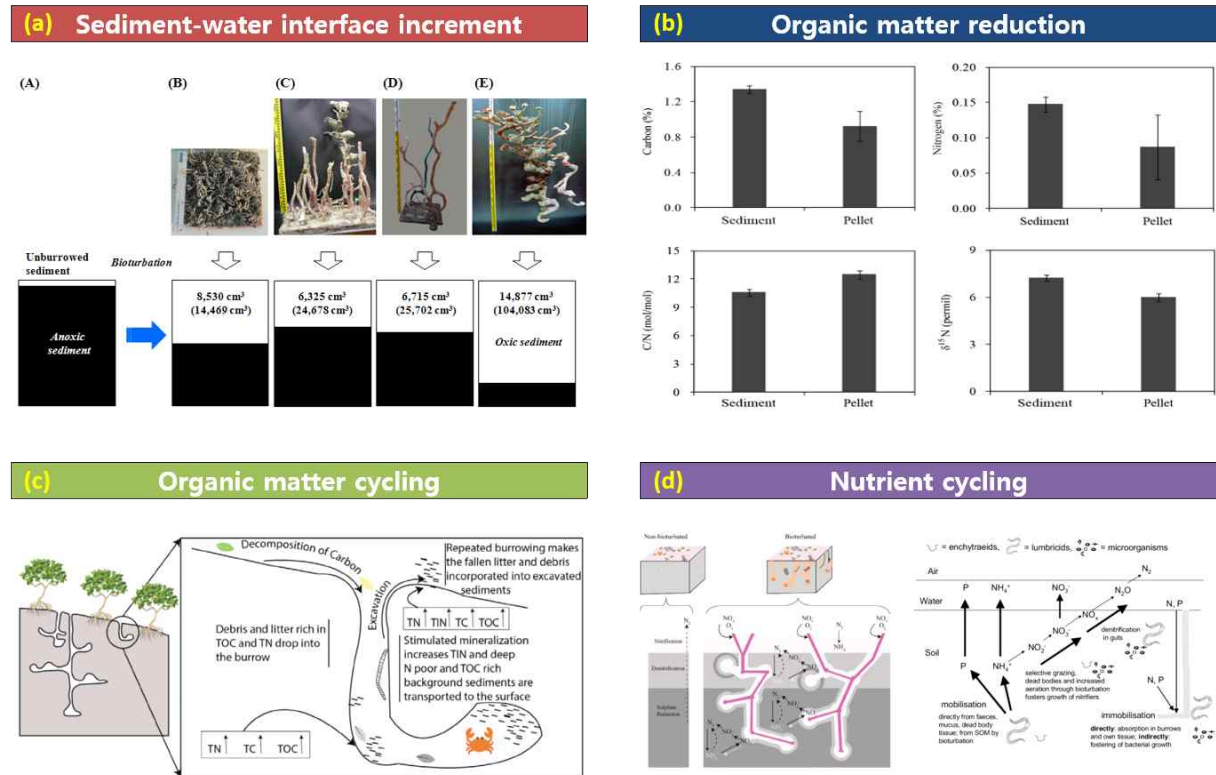 (a) Sediment-water interface increment
(A)
(B)
(C)
(D)
(E)
Unburrowed
sediment
Bioturbation
Anoxic
sediment
8,530 cm³
(14,469 cm³)
6,325 cm³
(24,678 cm³)
6,715 cm³
(25,702 cm³)
14,877 cm³
(104,083 cm³)
Oxic sediment
(b) Organic matter reduction
Carbon (%)
1.6
1.2
0.8
0.4
0.0
Sediment
Pellet
Nitrogen (%)
0.20
0.15
0.10
0.05
0.00
Sediment
Pellet
C/N (mol/mol)
15
12
9
6
3
0
Sediment
Pellet
δ¹⁵N (permil)
9
6
3
0
Sediment
Pellet
(c) Organic matter cycling
Decomposition of Carbon
Excavation
Repeated burrowing makes
the fallen litter and debris
incorporated into excavated
sediments
TN TIN TC TOC
Debris and litter rich in
TOC and TN drop into
the burrow
Stimulated mineralization
increases TIN and deep
N poor and TOC rich
background sediments are
transported to the surface
TN TC TOC
(d) Nutrient cycling
Non-bioturbated
Bioturbated
Nitrification
Denitrification
Sulphate
Reduction
= enchytraeids, = lumbricids, = microorganisms
Air
Water
Soil
P
NH₄⁺
NO₃⁻
N₂
N₂O
NO₃⁻
NO₂⁻
N, P
denitrification
in guts
P
NH₄⁺
selective grazing,
dead bodies and increased
aeration through bioturbation
fosters growth of nitrifiers
N, P
mobilisation
directly from faeces,
mucus, dead body
tissue; from SOM by
bioturbation
immobilisation
directly: absorption in burrows
and own tissue; indirectly:
fostering of bacterial growth